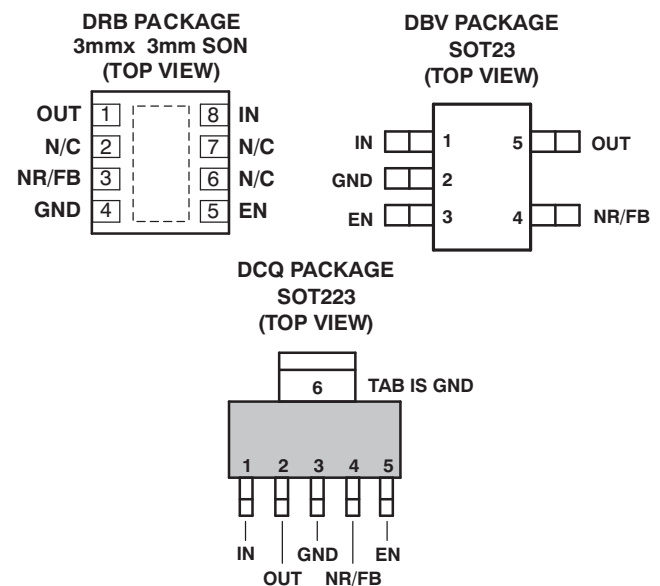 DRB PACKAGE
3mmx 3mm SON
(TOP VIEW)
OUT 1 8 IN
N/C 2 7 N/C
NR/FB 3 6 N/C
GND 4 5 EN
DBV PACKAGE
SOT23
(TOP VIEW)
IN 1 5 OUT
GND 2
EN 3 4 NR/FB
DCQ PACKAGE
SOT223
(TOP VIEW)
6 TAB IS GND
1 2 3 4 5
IN GND EN
OUT NR/FB